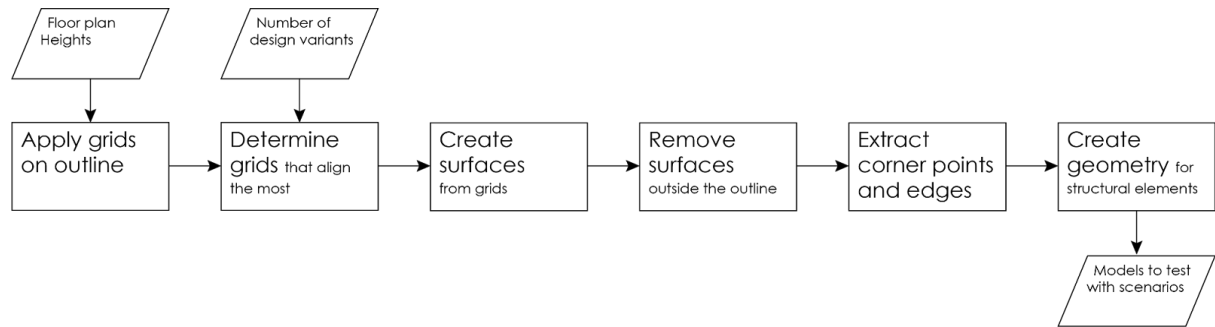 Floor plan
Heights
Number of
design variants
Apply grids
on outline
Determine
grids that align
the most
Create
surfaces
from grids
Remove
surfaces
outside the outline
Extract
corner points
and edges
Create
geometry for
structural elements
Models to test
with scenarios